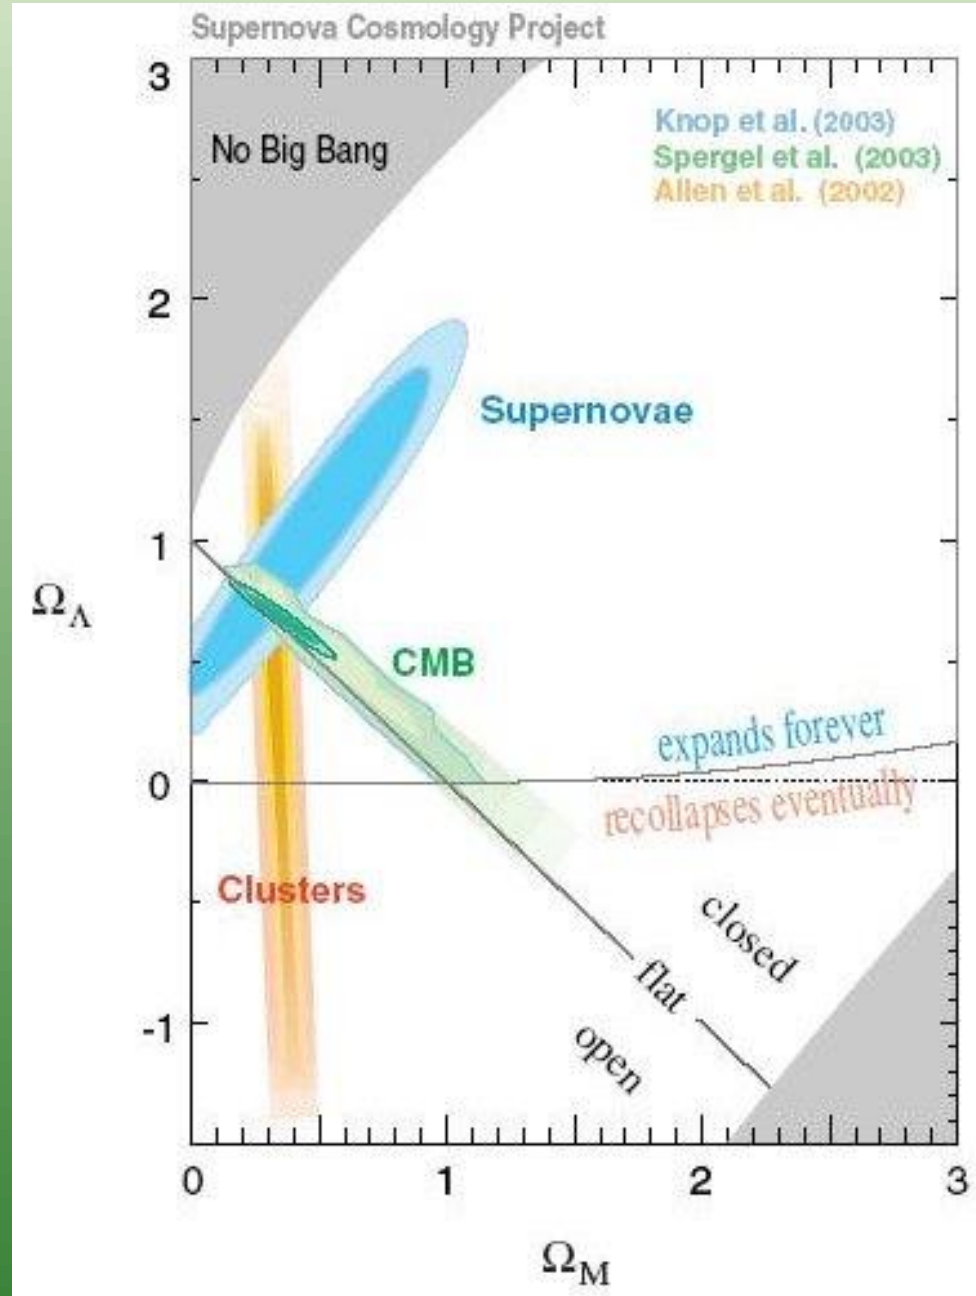 Supernova Cosmology Project
3
No Big Bang
Knop et al. (2003)
Spergel et al. (2003)
Allen et al. (2002)
2
Supernovae
1
Ω_Λ
CMB
expands forever
0
recollapses eventually
Clusters
closed
flat
-1
open
0 1 2 3
Ω_M